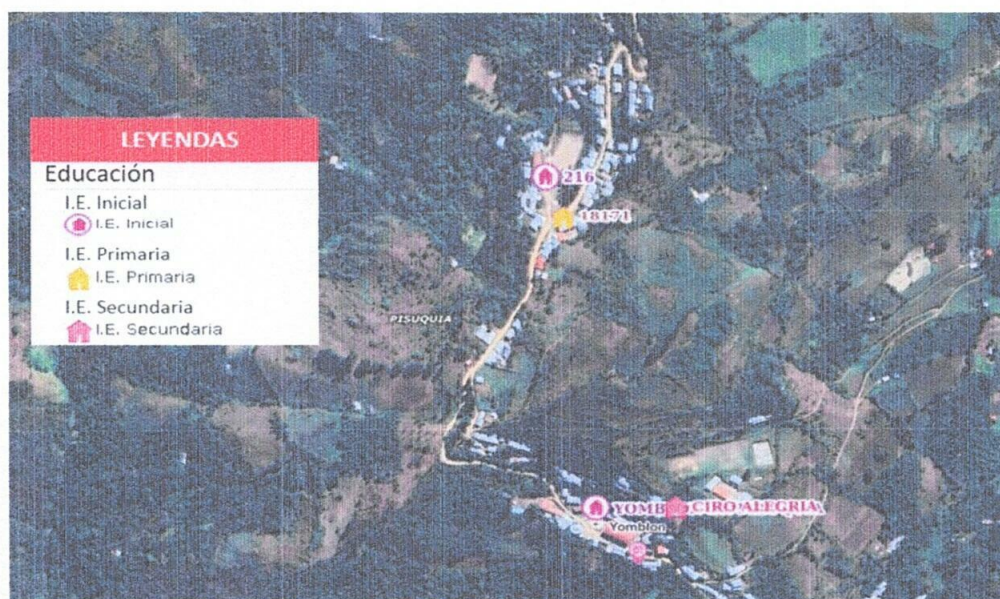 LEYENDAS
Educación
I.E. Inicial
I.E. Inicial
I.E. Primaria
I.E. Primaria
I.E. Secundaria
I.E. Secundaria
216
18171
PISUQUIA
YOMB CIRO ALEGRIA
Yomblon